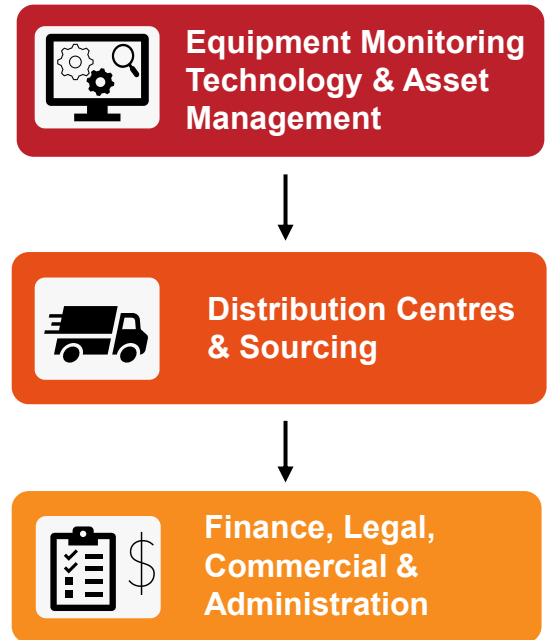 Equipment Monitoring
Technology & Asset
Management
Distribution Centres
& Sourcing
Finance, Legal,
Commercial &
Administration
$